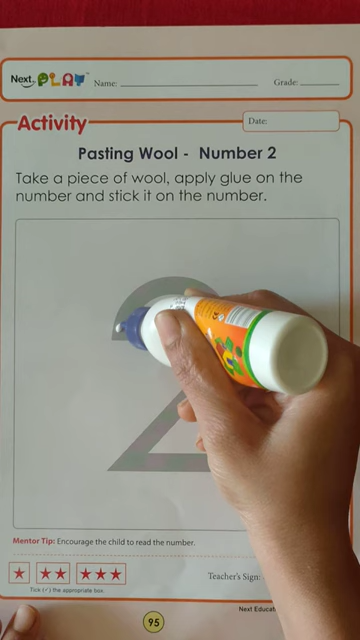 Next PLAY™ Name: Grade:
Activity
Date:
Pasting Wool - Number 2
Take a piece of wool, apply glue on the
number and stick it on the number.
2
Mentor Tip: Encourage the child to read the number.
Teacher's Sign:
Tick (✓) the appropriate box.
Next Educat
95